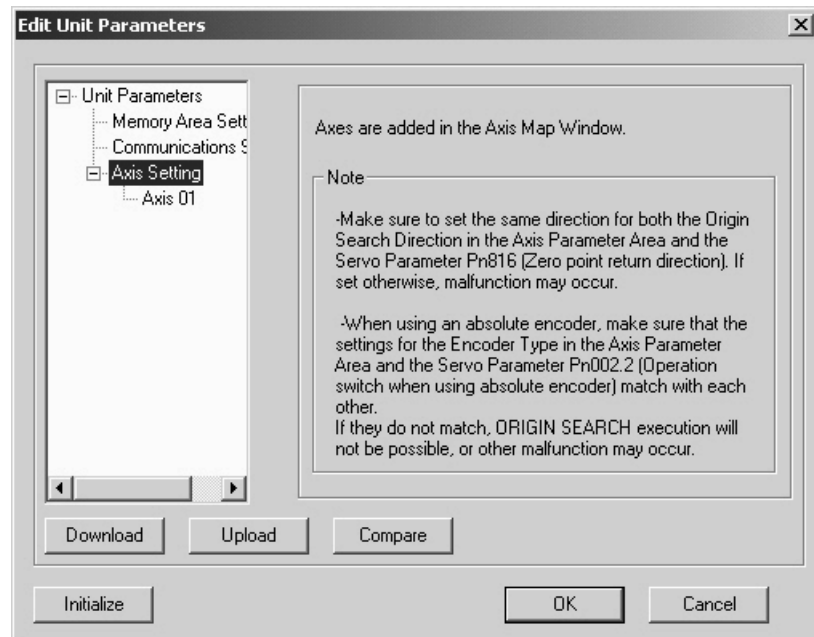 Edit Unit Parameters
Unit Parameters
Memory Area Sett
Communications S
Axis Setting
Axis 01
Axes are added in the Axis Map Window.
Note
-Make sure to set the same direction for both the Origin
Search Direction in the Axis Parameter Area and the
Servo Parameter Pn816 (Zero point return direction). If
set otherwise, malfunction may occur.
-When using an absolute encoder, make sure that the
settings for the Encoder Type in the Axis Parameter
Area and the Servo Parameter Pn002.2 (Operation
switch when using absolute encoder) match with each
other.
If they do not match, ORIGIN SEARCH execution will
not be possible, or other malfunction may occur.
Download Upload Compare
Initialize OK Cancel